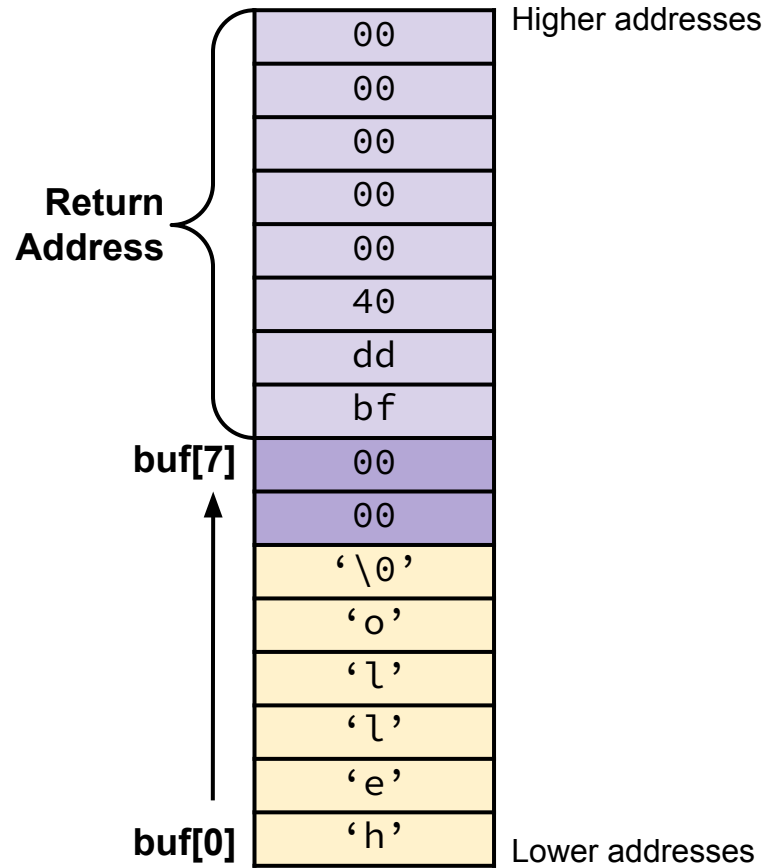 Higher addresses
00
00
00
00
00
40
dd
bf
Return
Address
buf[7]
00
00
‘\0’
‘o’
‘l’
‘l’
‘e’
‘h’
buf[0]
Lower addresses